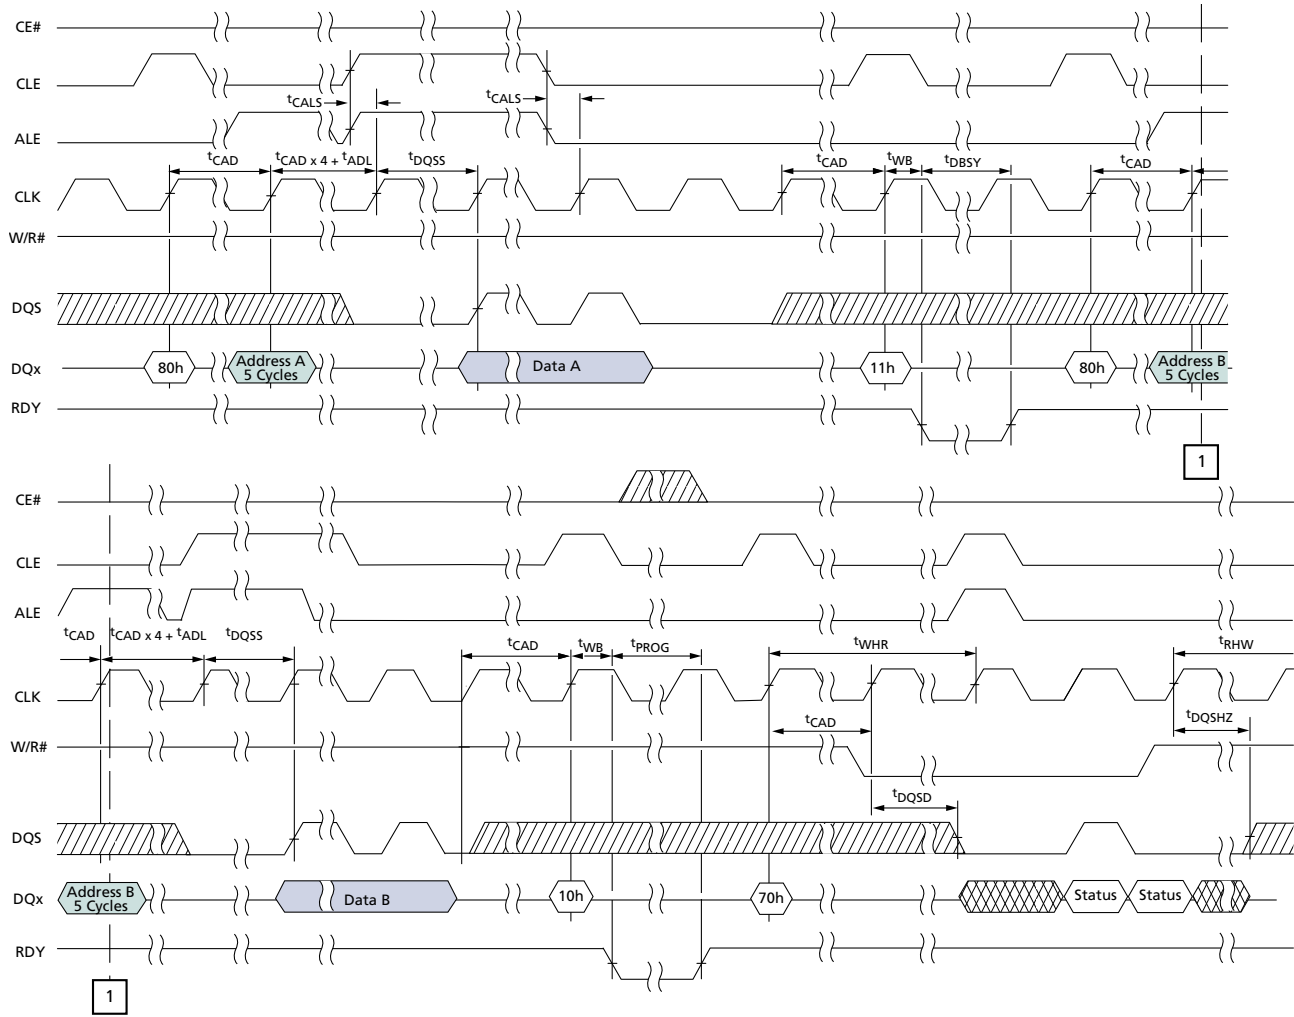 CE#
CLE
tCALS
tCALS
ALE
tCAD
tCAD x 4 + tADL
tDQSS
tCAD
tWB
tDBSY
tCAD
CLK
W/R#
DQS
DQx
80h
Address A
5 Cycles
Data A
11h
80h
Address B
5 Cycles
RDY
1
CE#
CLE
ALE
tCAD
tCAD x 4 + tADL
tDQSS
tCAD
tWB
tPROG
tWHR
tRHW
CLK
tCAD
tDQSHZ
W/R#
tDQSD
DQS
DQx
Address B
5 Cycles
Data B
10h
70h
Status
Status
RDY
1